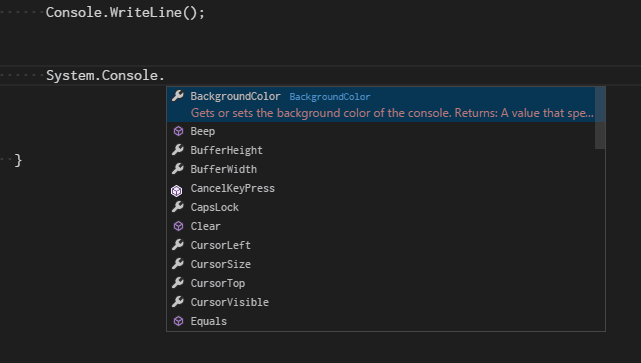 Console.WriteLine();
System.Console.
BackgroundColor BackgroundColor
Gets or sets the background color of the console. Returns: A value that spe...
Beep
BufferHeight
BufferWidth
CancelKeyPress
CapsLock
Clear
CursorLeft
CursorSize
CursorTop
CursorVisible
Equals
}